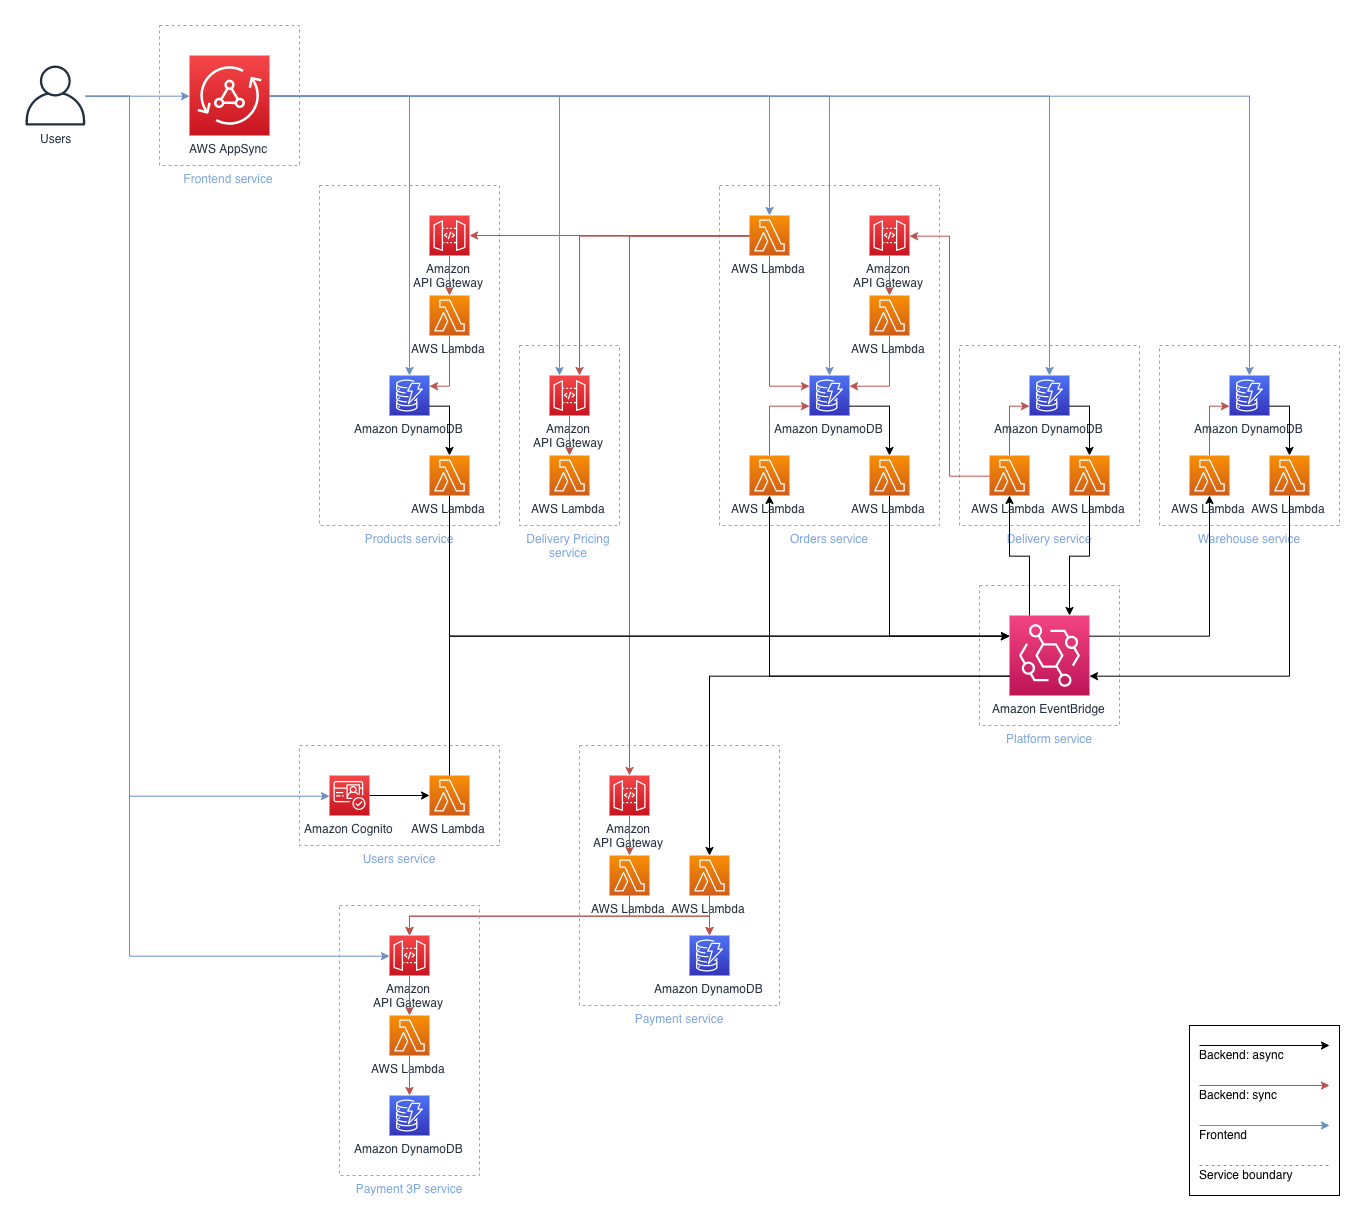 Users
AWS AppSync
Frontend service
Amazon
API Gateway
AWS Lambda
Amazon DynamoDB
AWS Lambda
Products service
Amazon
API Gateway
AWS Lambda
Delivery Pricing
service
AWS Lambda
Amazon
API Gateway
AWS Lambda
Amazon DynamoDB
AWS Lambda
AWS Lambda
Orders service
Amazon DynamoDB
AWS Lambda
AWS Lambda
Delivery service
Amazon DynamoDB
AWS Lambda
AWS Lambda
Warehouse service
Amazon EventBridge
Platform service
Amazon Cognito
AWS Lambda
Users service
Amazon
API Gateway
AWS Lambda
AWS Lambda
Amazon DynamoDB
Payment service
Amazon
API Gateway
AWS Lambda
Amazon DynamoDB
Payment 3P service
Backend: async
Backend: sync
Frontend
Service boundary